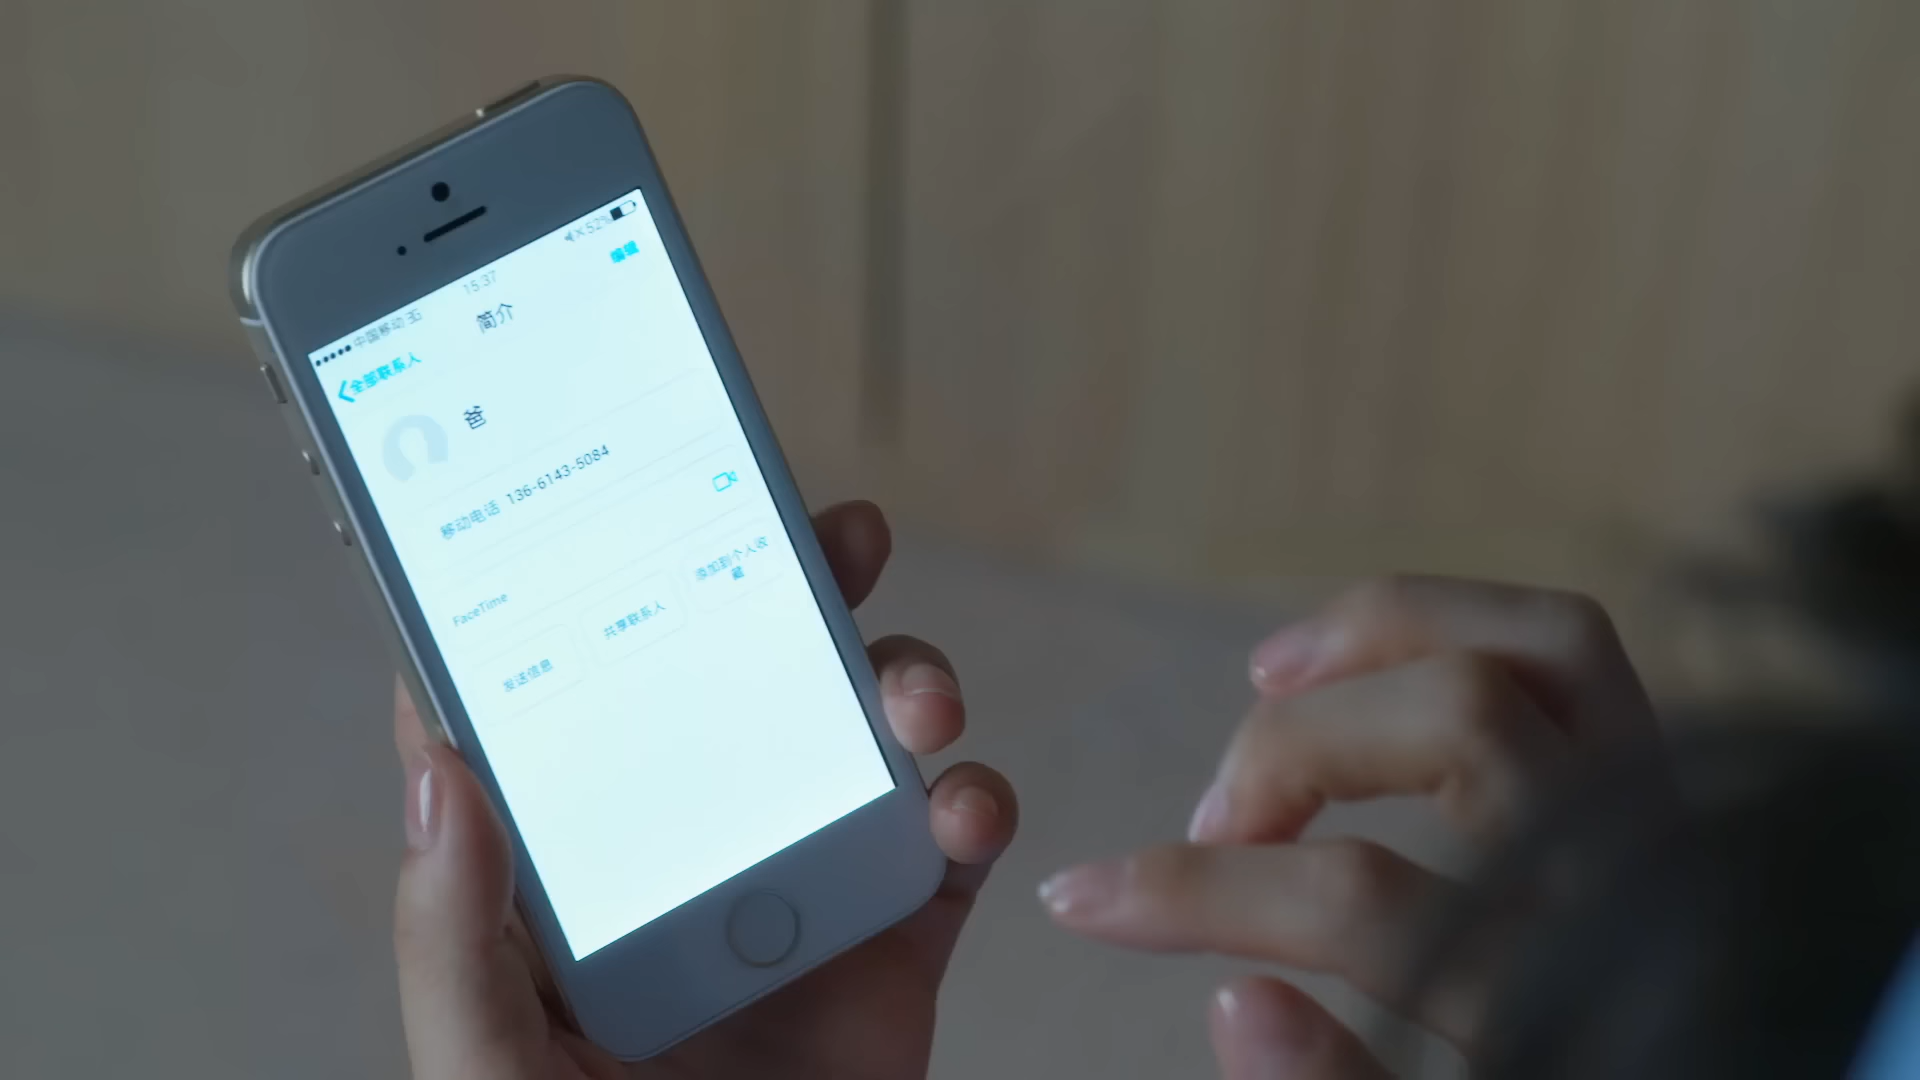 中国移动 3G 15:37 52%
全部联系人 简介 编辑
爸
移动电话 136-6143-5084
FaceTime
发送信息 共享联系人 添加到个人收
藏